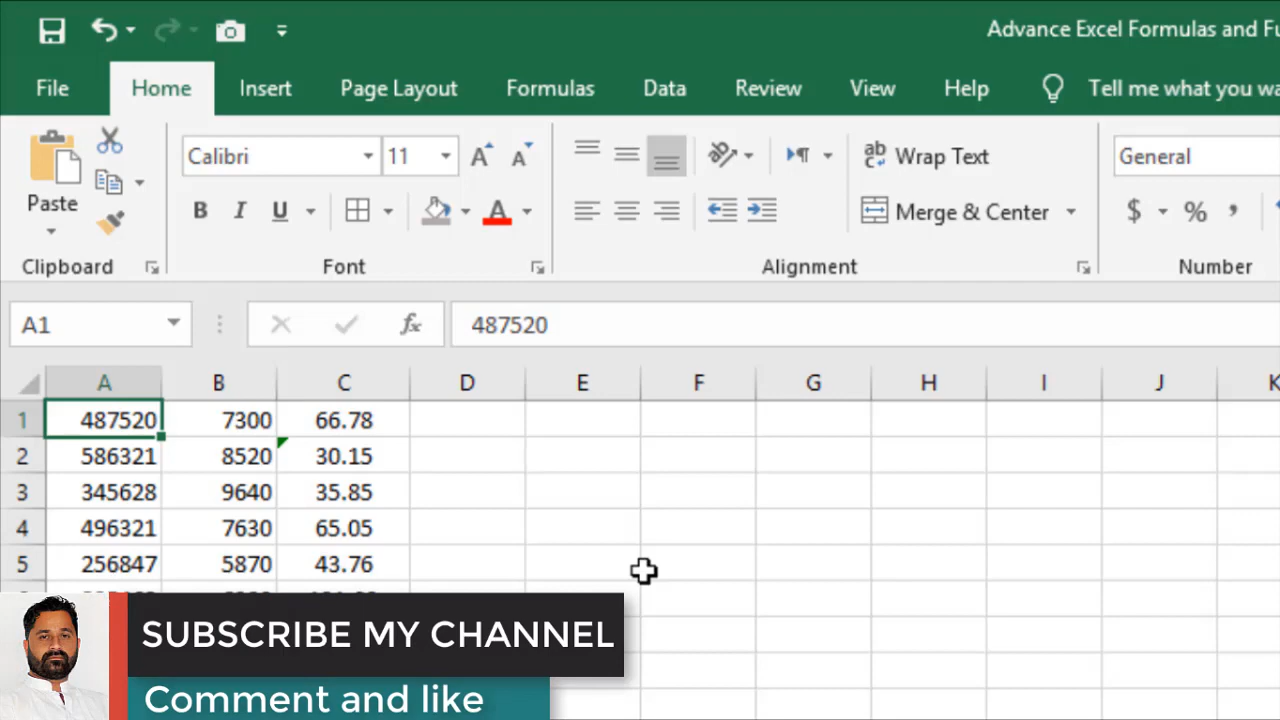 Advance Excel Formulas and Fu
File Home Insert Page Layout Formulas Data Review View Help Tell me what you wa
Calibri 11 Wrap Text General
Paste B I U A Merge & Center $ % ,
Clipboard Font Alignment Number
A1 fx 487520
A B C D E F G H I J K
1 487520 7300 66.78
2 586321 8520 30.15
3 345628 9640 35.85
4 496321 7630 65.05
5 256847 5870 43.76
SUBSCRIBE MY CHANNEL
Comment and like